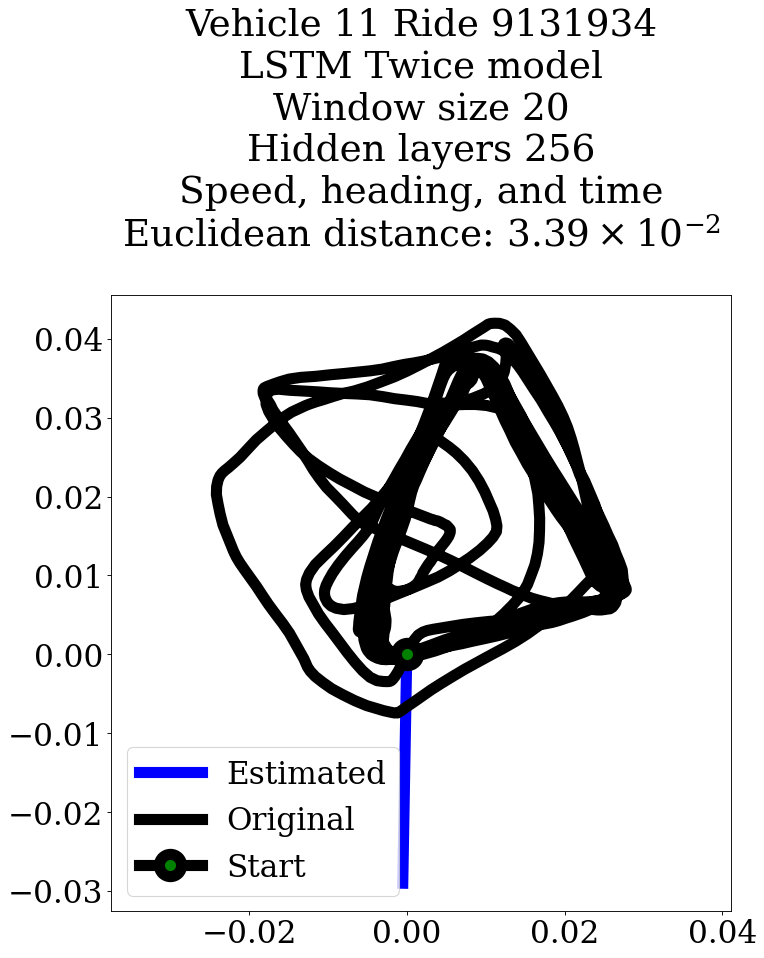 Vehicle 11 Ride 9131934
LSTM Twice model
Window size 20
Hidden layers 256
Speed, heading, and time
Euclidean distance: 3.39 × 10⁻²
0.04
0.03
0.02
0.01
0.00
−0.01
−0.02
−0.03
Estimated
Original
Start
−0.02
0.00
0.02
0.04